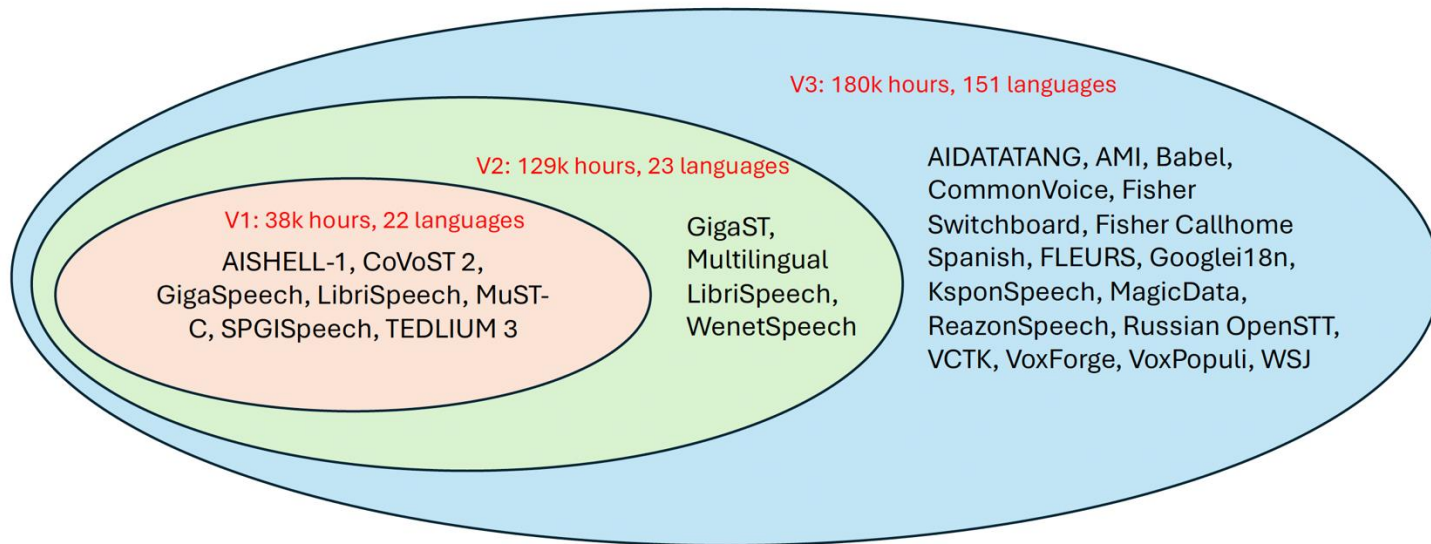 V3: 180k hours, 151 languages
V2: 129k hours, 23 languages
V1: 38k hours, 22 languages
AISHELL-1, CoVoST 2,
GigaSpeech, LibriSpeech, MuST-
C, SPGISpeech, TEDLIUM 3
GigaST,
Multilingual
LibriSpeech,
WenetSpeech
AIDATATANG, AMI, Babel,
CommonVoice, Fisher
Switchboard, Fisher Callhome
Spanish, FLEURS, Googlei18n,
KsponSpeech, MagicData,
ReazonSpeech, Russian OpenSTT,
VCTK, VoxForge, VoxPopuli, WSJ